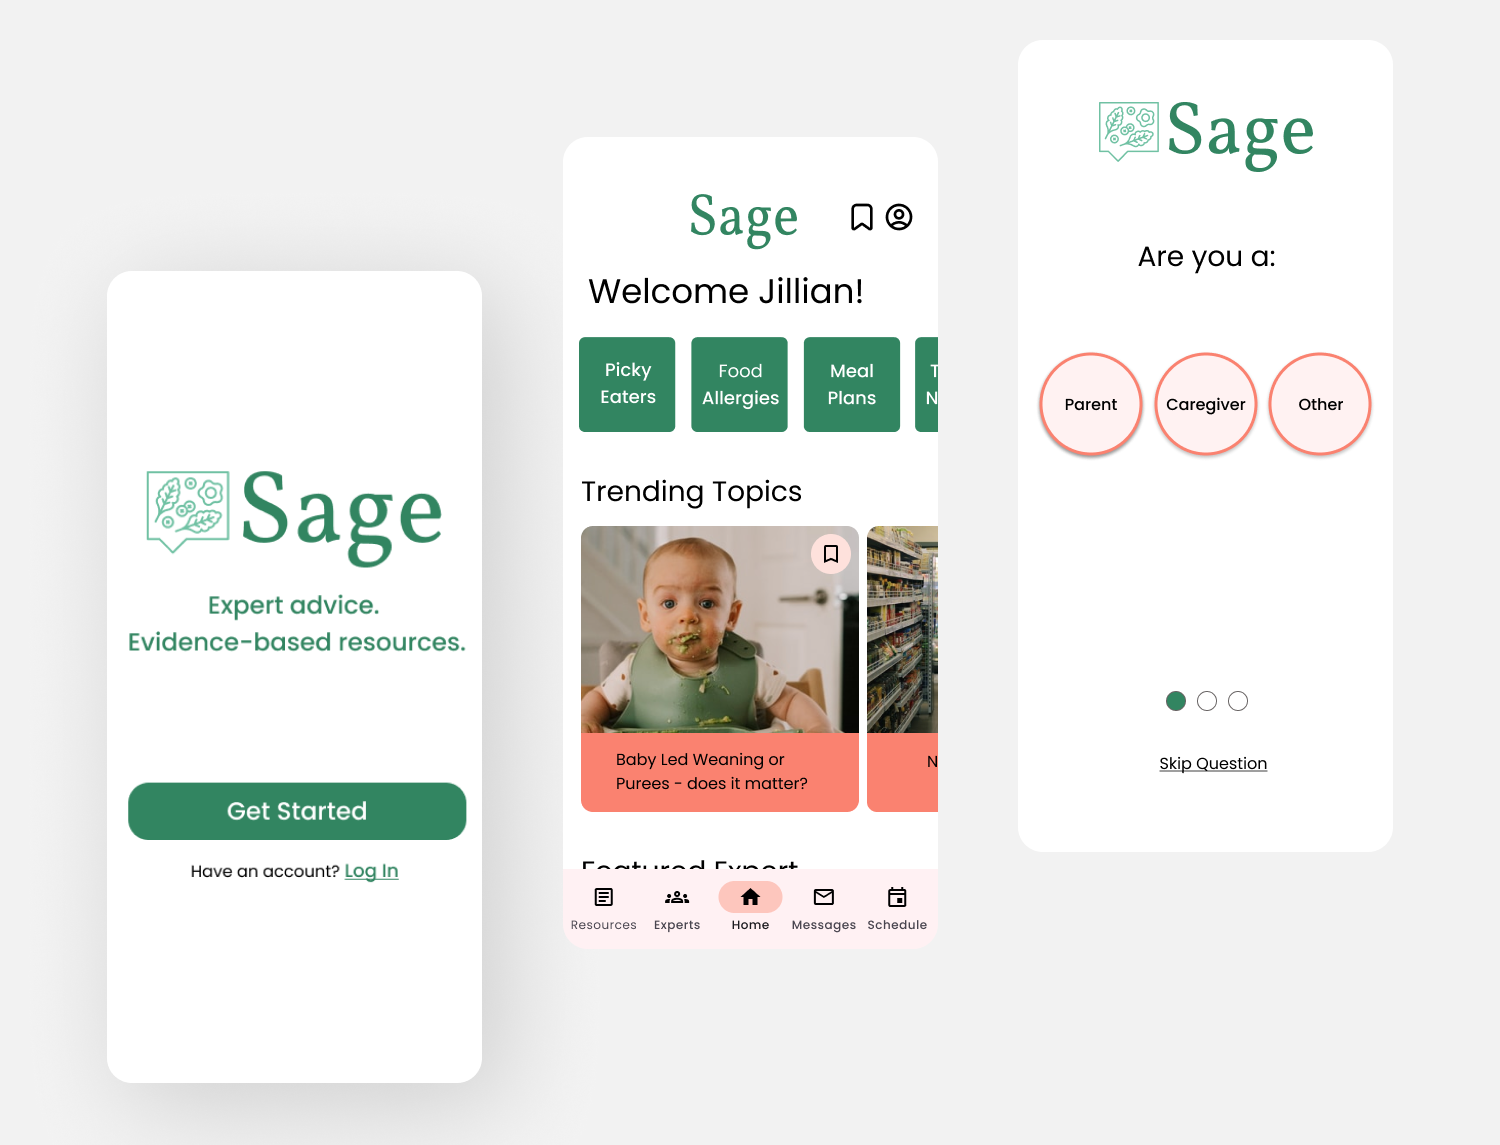 Sage
Expert advice.
Evidence-based resources.
Get Started
Have an account? Log In
Sage
Welcome Jillian!
Picky
Eaters
Food
Allergies
Meal
Plans
T
N
Trending Topics
Baby Led Weaning or
Purees - does it matter?
N
Featured Expert
Resources
Experts
Home
Messages
Schedule
Sage
Are you a:
Parent
Caregiver
Other
Skip Question